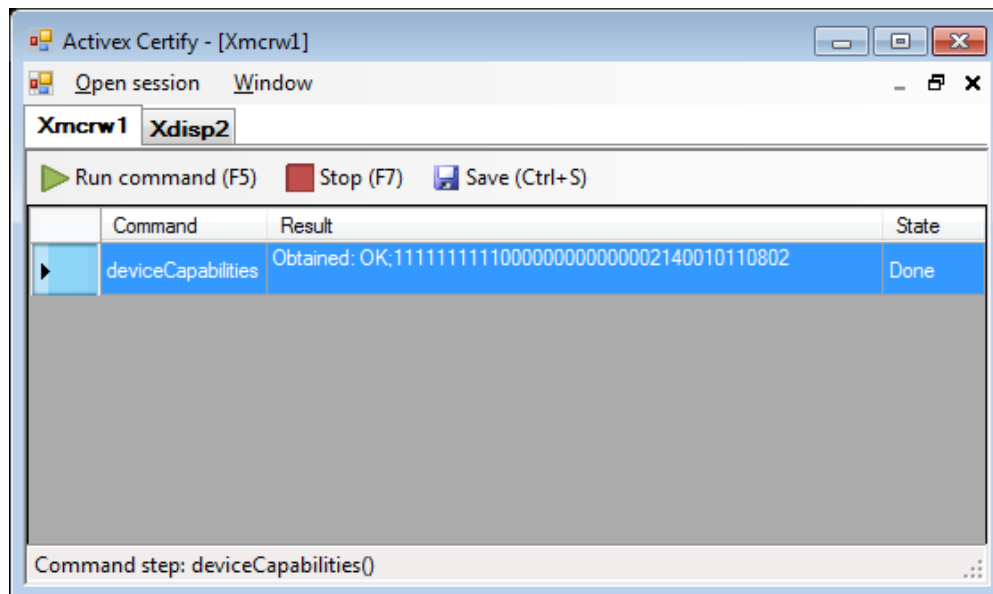 Activex Certify - [Xmcrw1]
Open session Window
Xmcrw1 Xdisp2
Run command (F5) Stop (F7) Save (Ctrl+S)
Command Result State
deviceCapabilities Obtained: OK;11111111110000000000000002140010110802 Done
Command step: deviceCapabilities()